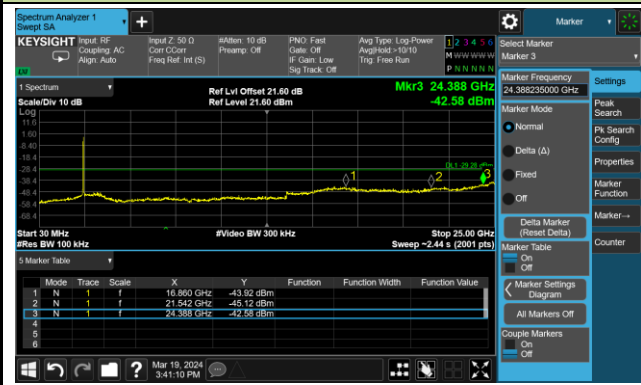 Spectrum Analyzer 1
Swept SA
Marker
KEYSIGHT
Input: RF
Coupling: AC
Align: Auto
Input Z: 50 Ω
Corr CCorr
Freq Ref: Int (S)
#Atten: 10 dB
Preamp: Off
PNO: Fast
Gate: Off
IF Gain: Low
Sig Track: Off
Avg Type: Log-Power
Avg|Hold:>10/10
Trig: Free Run
1 2 3 4 5 6
M W W W W W
P N N N N N
LXI
1 Spectrum
Scale/Div 10 dB
Log
Ref Lvl Offset 21.60 dB
Ref Level 21.60 dBm
Mkr3 24.388 GHz
-42.58 dBm
11.6
1.60
-8.40
-18.4
-28.4
-38.4
-48.4
-58.4
-68.4
DL1 -29.28 dBm
1
2
3
Start 30 MHz
#Res BW 100 kHz
#Video BW 300 kHz
Stop 25.00 GHz
Sweep ~2.44 s (2001 pts)
5 Marker Table
Mode Trace Scale X Y Function Function Width Function Value
1 N 1 f 16.860 GHz -43.92 dBm
2 N 1 f 21.542 GHz -45.12 dBm
3 N 1 f 24.388 GHz -42.58 dBm
4
5
6
Mar 19, 2024
3:41:10 PM
Select Marker
Marker 3
Marker Frequency
24.388235000 GHz
Marker Mode
Normal
Delta (Δ)
Fixed
Off
Delta Marker
(Reset Delta)
Marker Table
On
Off
Marker Settings
Diagram
All Markers Off
Couple Markers
On
Off
Settings
Peak
Search
Pk Search
Config
Properties
Marker
Function
Marker→
Counter